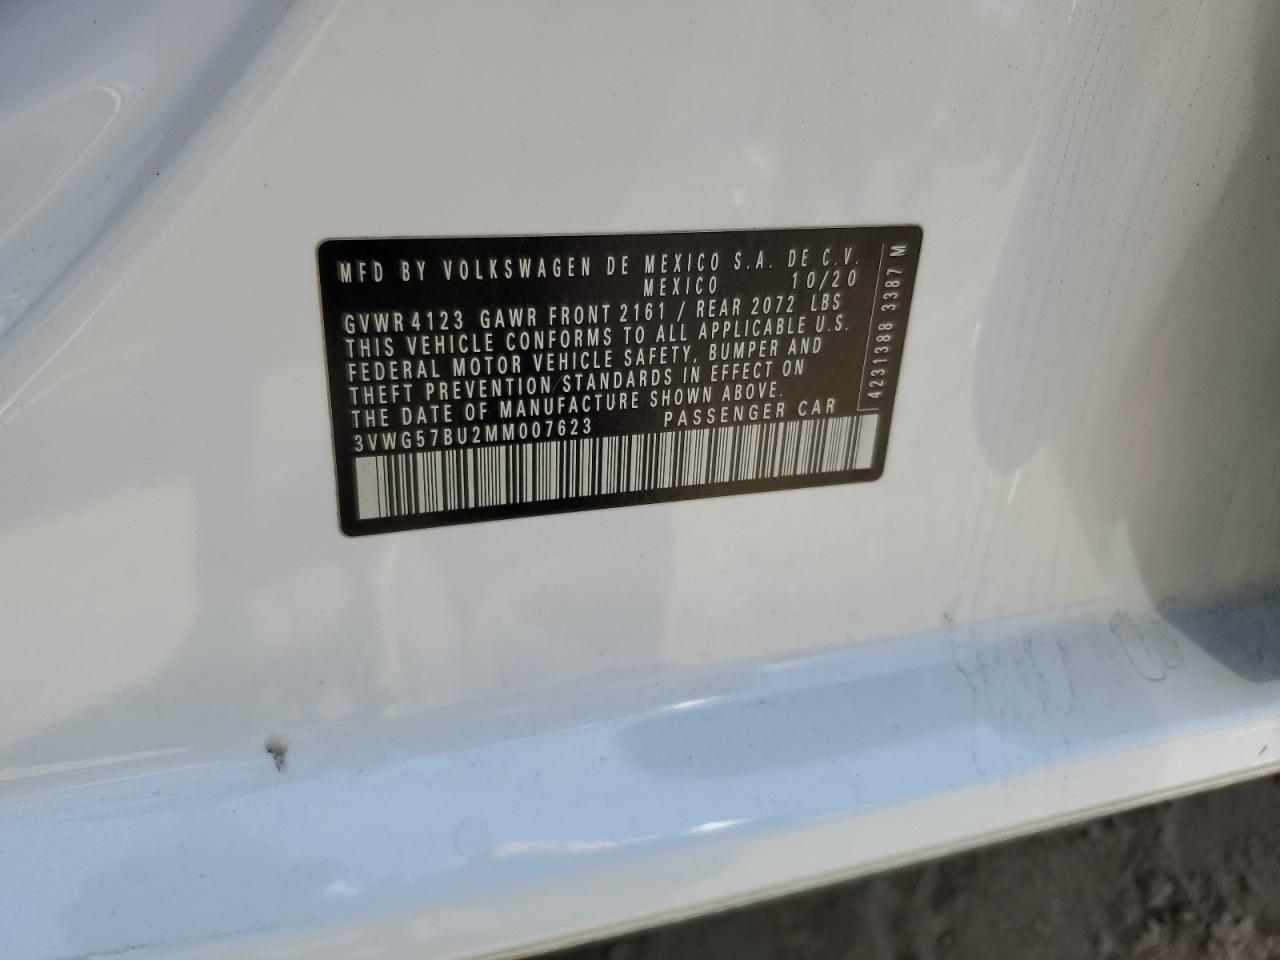 MFD BY VOLKSWAGEN DE MEXICO S.A. DE C.V.
MEXICO 10/20
GVWR 4123 GAWR FRONT 2161 / REAR 2072 LBS
THIS VEHICLE CONFORMS TO ALL APPLICABLE U.S.
FEDERAL MOTOR VEHICLE SAFETY, BUMPER AND
THEFT PREVENTION STANDARDS IN EFFECT ON
THE DATE OF MANUFACTURE SHOWN ABOVE.
3VWG57BU2MM007623 PASSENGER CAR
4231388 3387 M